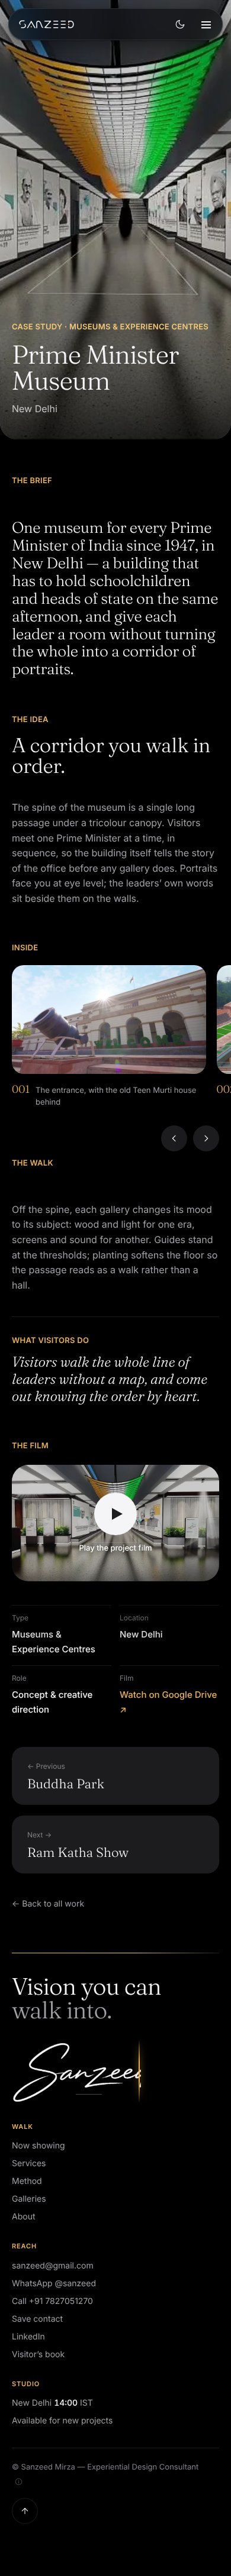 SANZEED
CASE STUDY · MUSEUMS & EXPERIENCE CENTRES
Prime Minister
Museum
New Delhi
THE BRIEF
One museum for every Prime
Minister of India since 1947, in
New Delhi — a building that
has to hold schoolchildren
and heads of state on the same
afternoon, and give each
leader a room without turning
the whole into a corridor of
portraits.
THE IDEA
A corridor you walk in
order.
The spine of the museum is a single long
passage under a tricolour canopy. Visitors
meet one Prime Minister at a time, in
sequence, so the building itself tells the story
of the office before any gallery does. Portraits
face you at eye level; the leaders’ own words
sit beside them on the walls.
INSIDE
001 The entrance, with the old Teen Murti house
behind
THE WALK
Off the spine, each gallery changes its mood
to its subject: wood and light for one era,
screens and sound for another. Guides stand
at the thresholds; planting softens the floor so
the passage reads as a walk rather than a
hall.
WHAT VISITORS DO
Visitors walk the whole line of
leaders without a map, and come
out knowing the order by heart.
THE FILM
Play the project film
Type
Museums &
Experience Centres
Location
New Delhi
Role
Concept & creative
direction
Film
Watch on Google Drive
↗
← Previous
Buddha Park
Next →
Ram Katha Show
← Back to all work
Vision you can
walk into.
Sanzeed
WALK
Now showing
Services
Method
Galleries
About
REACH
sanzeed@gmail.com
WhatsApp @sanzeed
Call +91 7827051270
Save contact
LinkedIn
Visitor’s book
STUDIO
New Delhi 14:00 IST
Available for new projects
© Sanzeed Mirza — Experiential Design Consultant